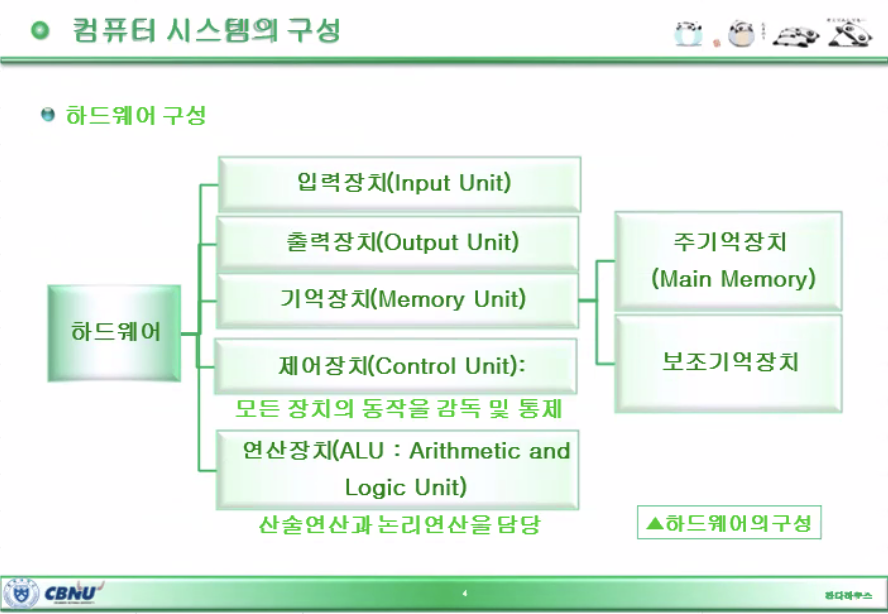 컴퓨터 시스템의 구성
하드웨어 구성
입력장치(Input Unit)
출력장치(Output Unit)
기억장치(Memory Unit)
주기억장치
(Main Memory)
하드웨어
보조기억장치
제어장치(Control Unit):
모든 장치의 동작을 감독 및 통제
연산장치(ALU : Arithmetic and
Logic Unit)
산술연산과 논리연산을 담당
▲하드웨어의구성
CBNU
4